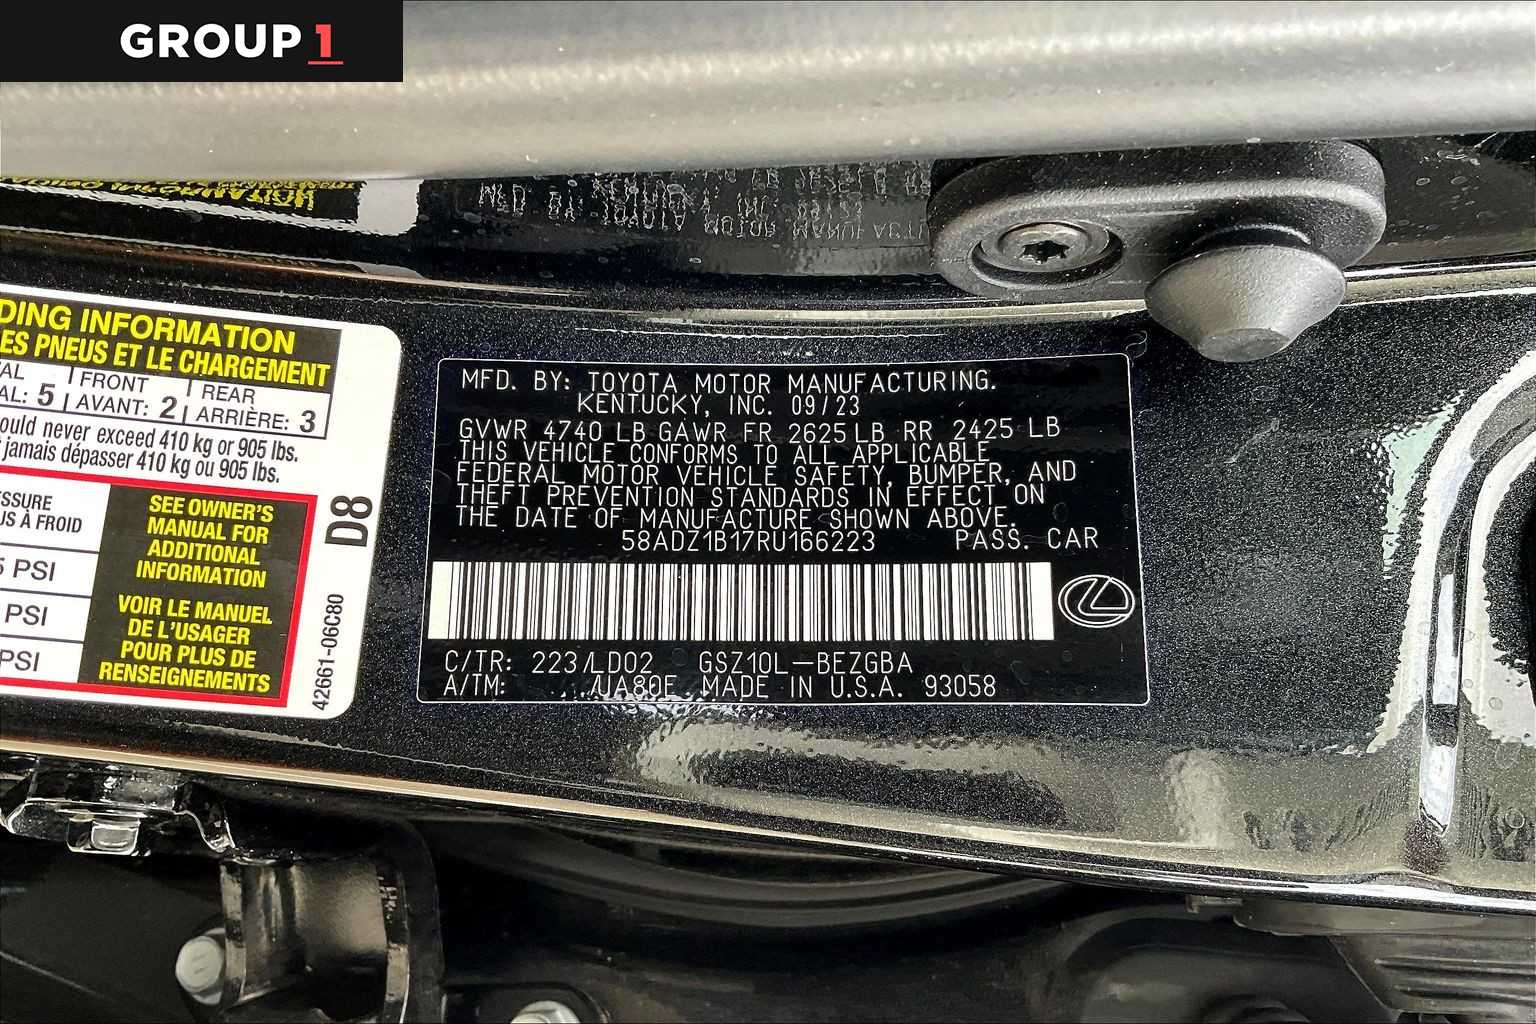 GROUP 1
DING INFORMATION
ES PNEUS ET LE CHARGEMENT
FRONT REAR
AL: 5 AVANT: 2 ARRIÈRE: 3
ould never exceed 410 kg or 905 lbs.
jamais dépasser 410 kg ou 905 lbs.
SEE OWNER'S
MANUAL FOR
ADDITIONAL
INFORMATION
VOIR LE MANUEL
DE L'USAGER
POUR PLUS DE
RENSEIGNEMENTS
ESSURE
US À FROID
5 PSI
PSI
PSI
D8
42661-06C80
MFD. BY: TOYOTA MOTOR MANUFACTURING.
KENTUCKY, INC. 09/23
GVWR 4740 LB GAWR FR 2625 LB RR 2425 LB
THIS VEHICLE CONFORMS TO ALL APPLICABLE
FEDERAL MOTOR VEHICLE SAFETY, BUMPER, AND
THEFT PREVENTION STANDARDS IN EFFECT ON
THE DATE OF MANUFACTURE SHOWN ABOVE.
58ADZ1B17RU166223 PASS. CAR
C/TR: 223/LD02 GSZ10L-BEZGBA
A/TM: /UA80E MADE IN U.S.A. 93058